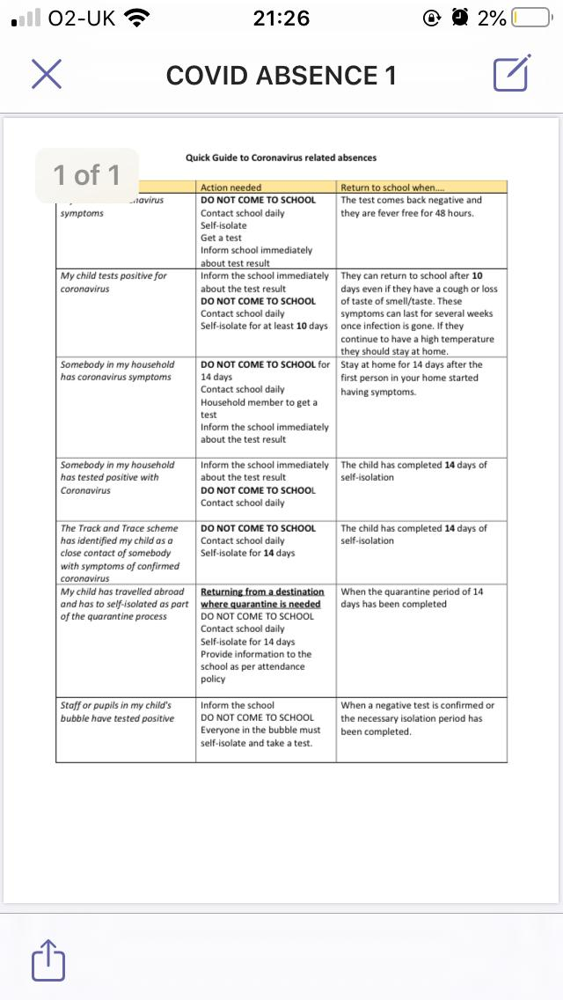 O2-UK 21:26 2%
COVID ABSENCE 1
1 of 1
Quick Guide to Coronavirus related absences
Action needed
Return to school when....
symptoms
DO NOT COME TO SCHOOL
Contact school daily
Self-isolate
Get a test
Inform school immediately
about test result
The test comes back negative and
they are fever free for 48 hours.
My child tests positive for
coronavirus
Inform the school immediately
about the test result
DO NOT COME TO SCHOOL
Contact school daily
Self-isolate for at least 10 days
They can return to school after 10
days even if they have a cough or loss
of taste of smell/taste. These
symptoms can last for several weeks
once infection is gone. If they
continue to have a high temperature
they should stay at home.
Somebody in my household
has coronavirus symptoms
DO NOT COME TO SCHOOL for
14 days
Contact school daily
Household member to get a
test
Inform the school immediately
about the test result
Stay at home for 14 days after the
first person in your home started
having symptoms.
Somebody in my household
has tested positive with
Coronavirus
Inform the school immediately
about the test result
DO NOT COME TO SCHOOL
Contact school daily
The child has completed 14 days of
self-isolation
The Track and Trace scheme
has identified my child as a
close contact of somebody
with symptoms of confirmed
coronavirus
DO NOT COME TO SCHOOL
Contact school daily
Self-isolate for 14 days
The child has completed 14 days of
self-isolation
My child has travelled abroad
and has to self-isolated as part
of the quarantine process
Returning from a destination
where quarantine is needed
DO NOT COME TO SCHOOL
Contact school daily
Self-isolate for 14 days
Provide information to the
school as per attendance
policy
When the quarantine period of 14
days has been completed
Staff or pupils in my child's
bubble have tested positive
Inform the school
DO NOT COME TO SCHOOL
Everyone in the bubble must
self-isolate and take a test.
When a negative test is confirmed or
the necessary isolation period has
been completed.